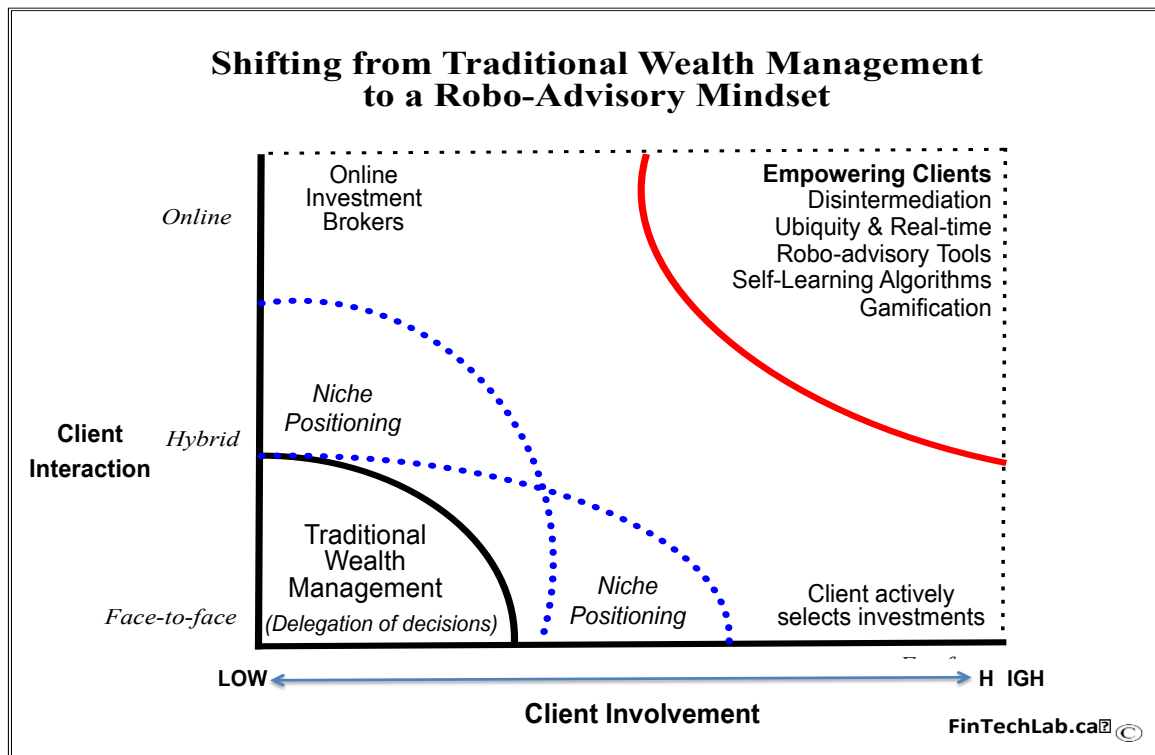 Shifting from Traditional Wealth Management
to a Robo-Advisory Mindset
Online
Investment
Brokers
Empowering Clients
Disintermediation
Ubiquity & Real-time
Robo-advisory Tools
Self-Learning Algorithms
Gamification
Online
Niche
Positioning
Hybrid
Client
Interaction
Traditional
Wealth
Management
(Delegation of decisions)
Niche
Positioning
Client actively
selects investments
Face-to-face
LOW
H IGH
Client Involvement
FinTechLab.ca ©